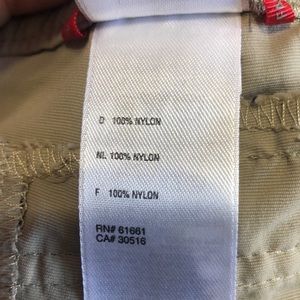 D 100% NYLON
NL 100% NYLON
F 100% NYLON
RN# 61661
CA# 30516